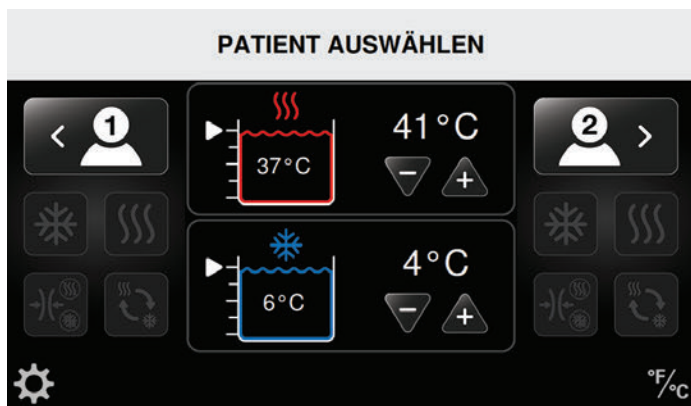 PATIENT AUSWÄHLEN
< 1
41°C
2 >
37°C
− +
4°C
6°C
− +
°F/°C